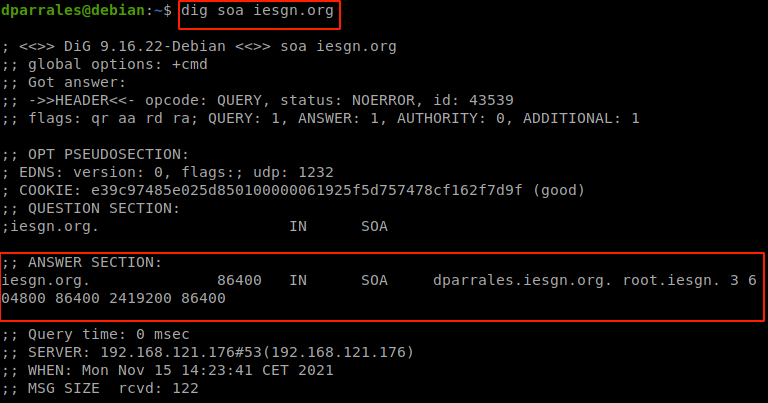 dparrales@debian:~$ dig soa iesgn.org
; <<>> DiG 9.16.22-Debian <<>> soa iesgn.org
;; global options: +cmd
;; Got answer:
;; ->>HEADER<<- opcode: QUERY, status: NOERROR, id: 43539
;; flags: qr aa rd ra; QUERY: 1, ANSWER: 1, AUTHORITY: 0, ADDITIONAL: 1
;; OPT PSEUDOSECTION:
; EDNS: version: 0, flags:; udp: 1232
; COOKIE: e39c97485e025d850100000061925f5d757478cf162f7d9f (good)
;; QUESTION SECTION:
;iesgn.org. IN SOA
;; ANSWER SECTION:
iesgn.org. 86400 IN SOA dparrales.iesgn.org. root.iesgn. 3 6
04800 86400 2419200 86400
;; Query time: 0 msec
;; SERVER: 192.168.121.176#53(192.168.121.176)
;; WHEN: Mon Nov 15 14:23:41 CET 2021
;; MSG SIZE  rcvd: 122